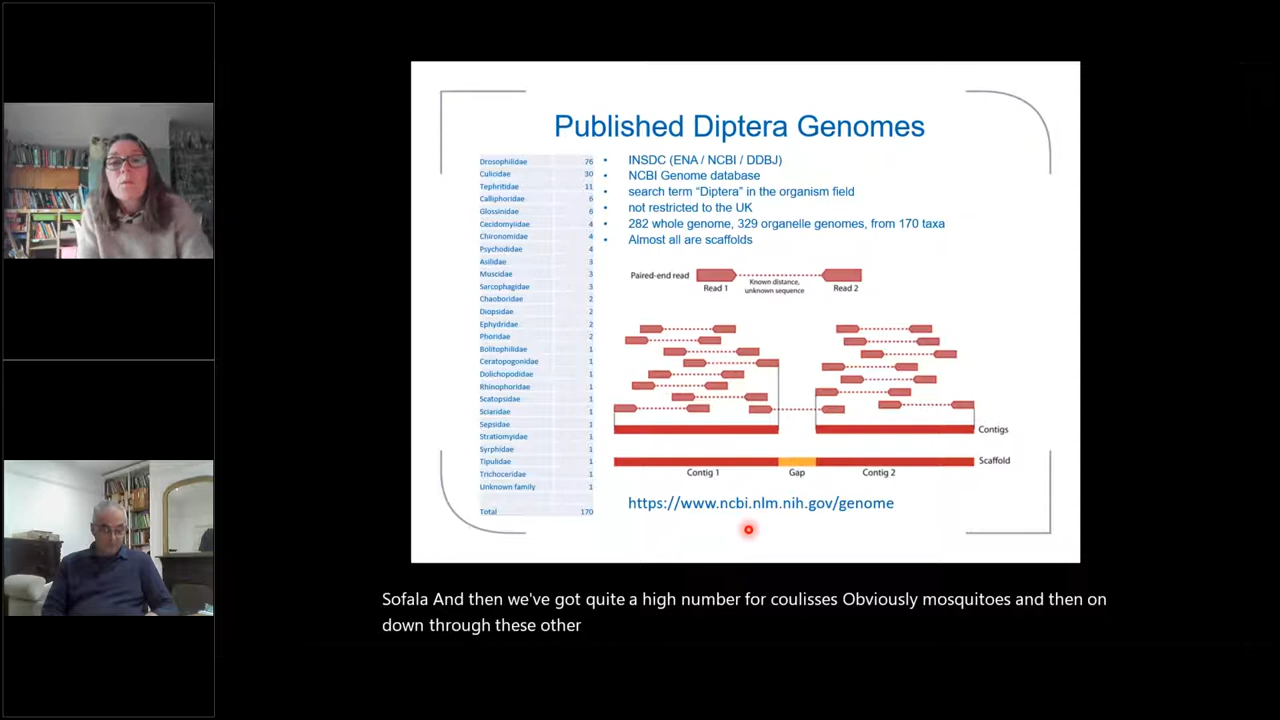 Published Diptera Genomes
Drosophilidae 76
Culicidae 30
Tephritidae 11
Calliphoridae 6
Glossinidae 6
Cecidomyiidae 4
Chironomidae 4
Psychodidae 4
Asilidae 3
Muscidae 3
Sarcophagidae 3
Chaoboridae 2
Diopsidae 2
Ephydridae 2
Phoridae 2
Bolitophilidae 1
Ceratopogonidae 1
Dolichopodidae 1
Rhinophoridae 1
Scatopsidae 1
Sciaridae 1
Sepsidae 1
Stratiomyidae 1
Syrphidae 1
Tipulidae 1
Trichoceridae 1
Unknown family 1
Total 170
• INSDC (ENA / NCBI / DDBJ)
• NCBI Genome database
• search term “Diptera” in the organism field
• not restricted to the UK
• 282 whole genome, 329 organelle genomes, from 170 taxa
• Almost all are scaffolds
Paired-end read
Read 1
Known distance,
unknown sequence
Read 2
Contigs
Scaffold
Contig 1
Gap
Contig 2
https://www.ncbi.nlm.nih.gov/genome
Sofala And then we've got quite a high number for coulisses Obviously mosquitoes and then on
down through these other